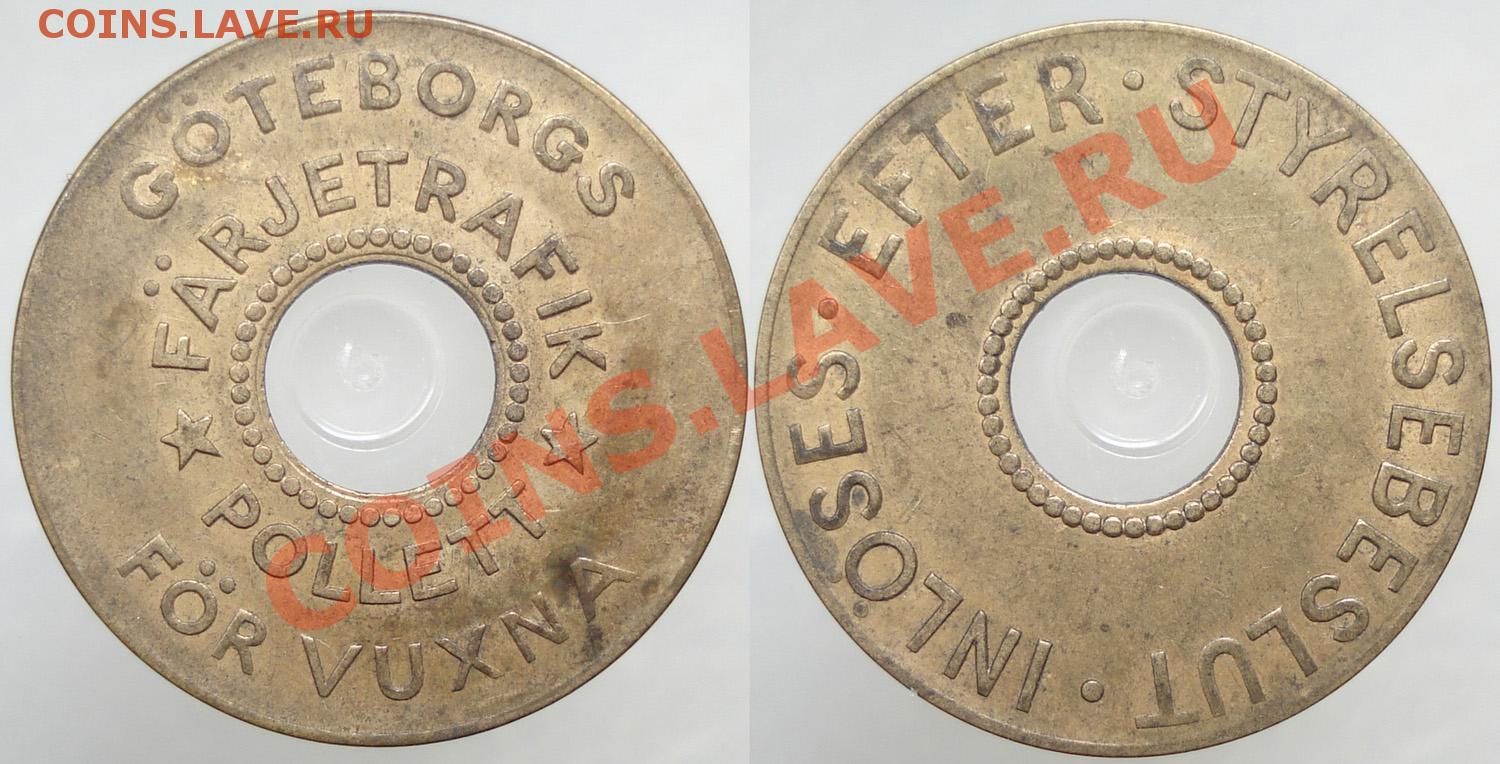 COINS.LAVE.RU
GÖTEBORGS
FÄRJETRAFIK
POLLETT
FÖR VUXNA
INLÖSES · EFTER · STYRELSEBESLUT ·
COINS.LAVE.RU